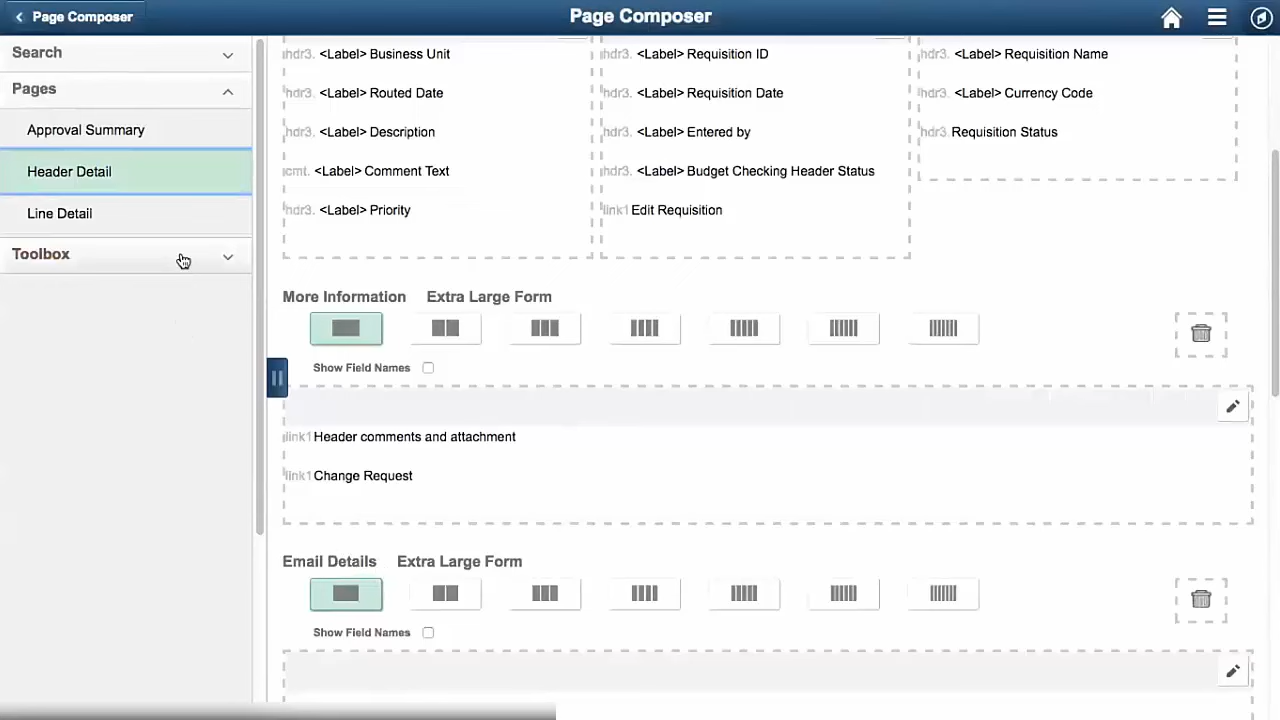 Page Composer
Page Composer
Search
Pages
Approval Summary
Header Detail
Line Detail
Toolbox
hdr3. <Label> Business Unit
hdr3. <Label> Requisition ID
hdr3. <Label> Requisition Name
hdr3. <Label> Routed Date
hdr3. <Label> Requisition Date
hdr3. <Label> Currency Code
hdr3. <Label> Description
hdr3. <Label> Entered by
hdr3. Requisition Status
cmt. <Label> Comment Text
hdr3. <Label> Budget Checking Header Status
hdr3. <Label> Priority
link1 Edit Requisition
More Information Extra Large Form
Show Field Names
link1 Header comments and attachment
link1 Change Request
Email Details Extra Large Form
Show Field Names